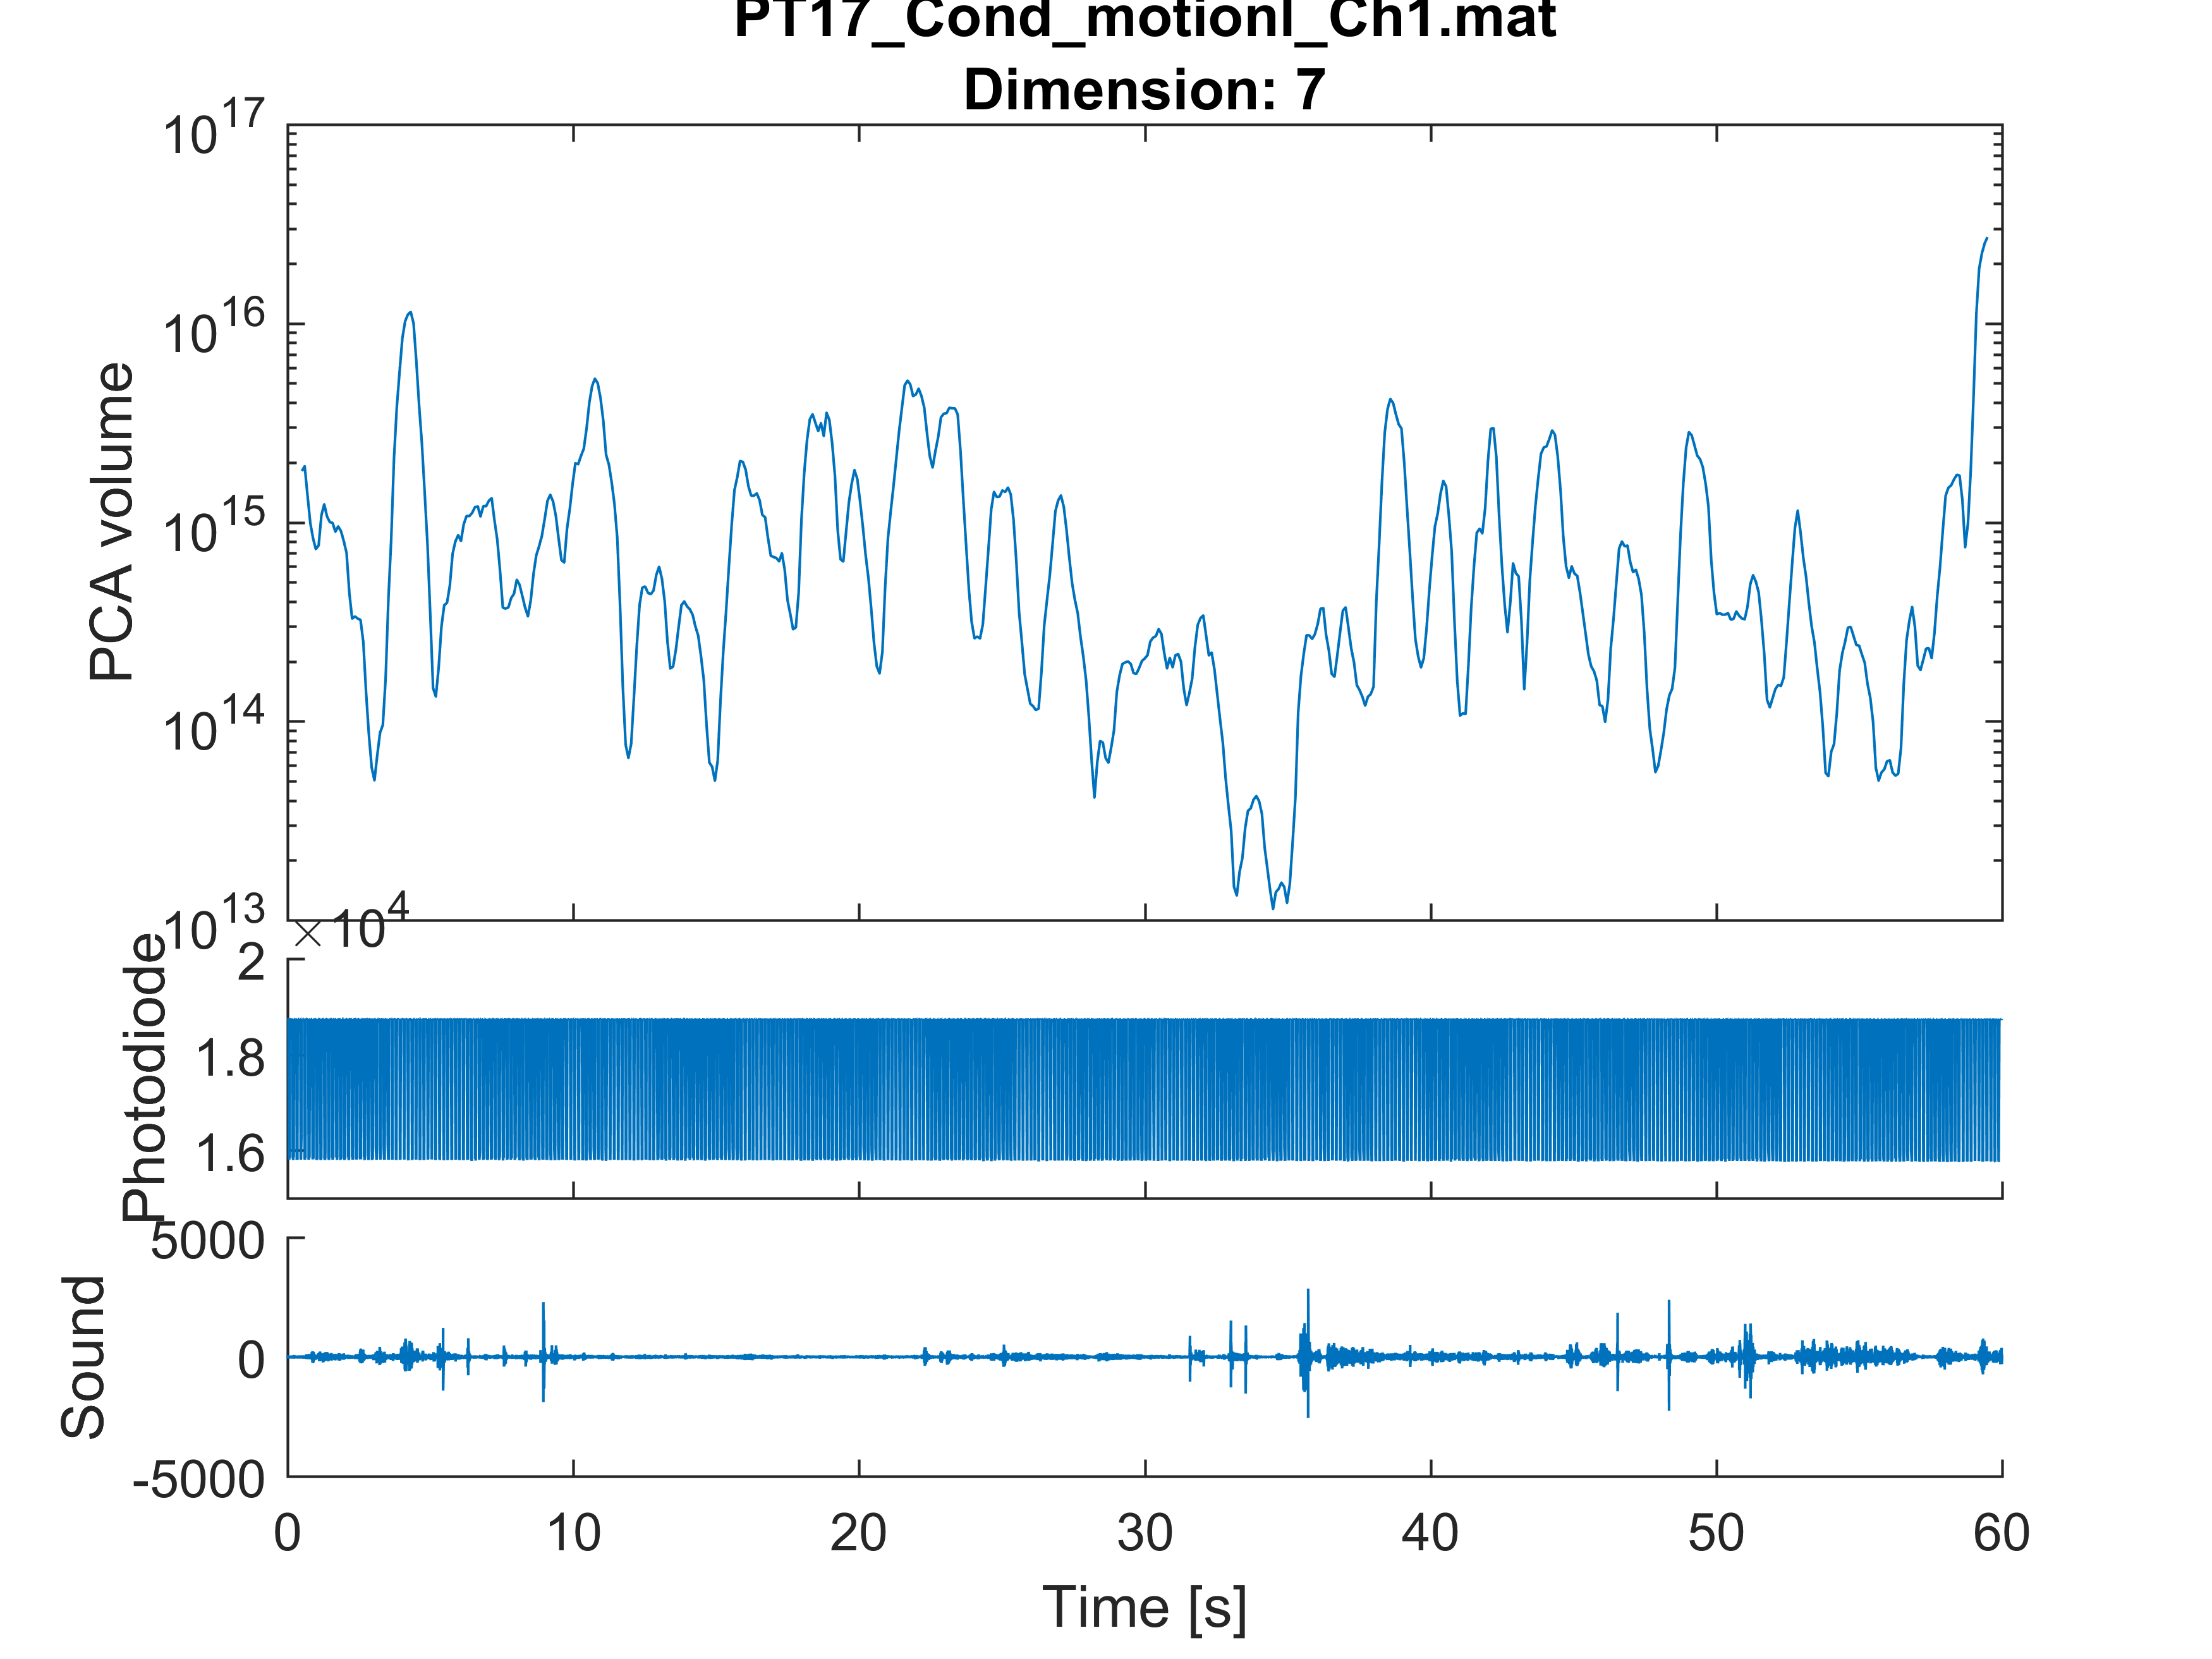 PT17_Cond_motionI_Ch1.mat
Dimension: 7
PCA volume
10^17
10^16
10^15
10^14
10^13
× 10^4
Photodiode
2
1.8
1.6
Sound
5000
0
-5000
0 10 20 30 40 50 60
Time [s]